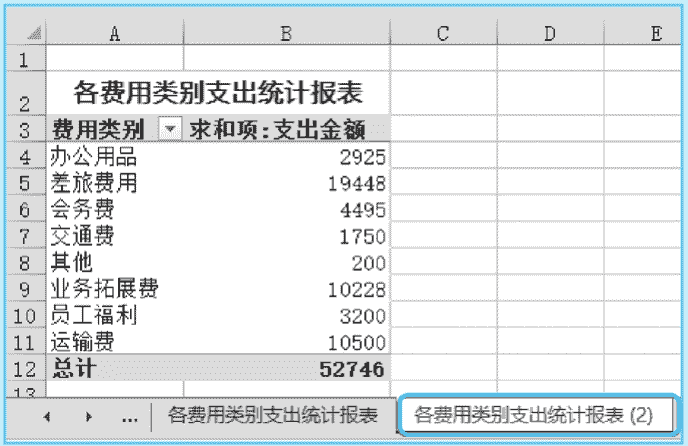 A B C D E
1
2 各费用类别支出统计报表
3 费用类别 求和项:支出金额
4 办公用品 2925
5 差旅费用 19448
6 会务费 4495
7 交通费 1750
8 其他 200
9 业务拓展费 10228
10 员工福利 3200
11 运输费 10500
12 总计 52746
13
... 各费用类别支出统计报表 各费用类别支出统计报表 (2)